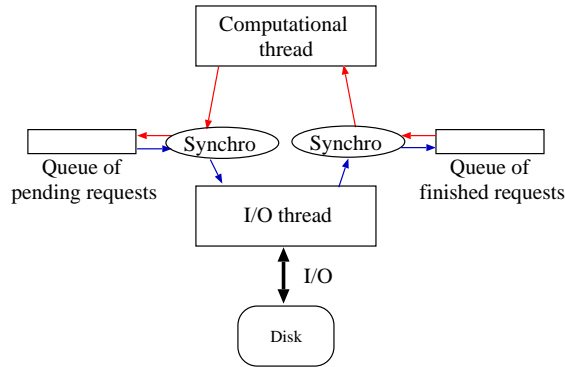 Computational
thread
Synchro
Synchro
Queue of
pending requests
Queue of
finished requests
I/O thread
I/O
Disk